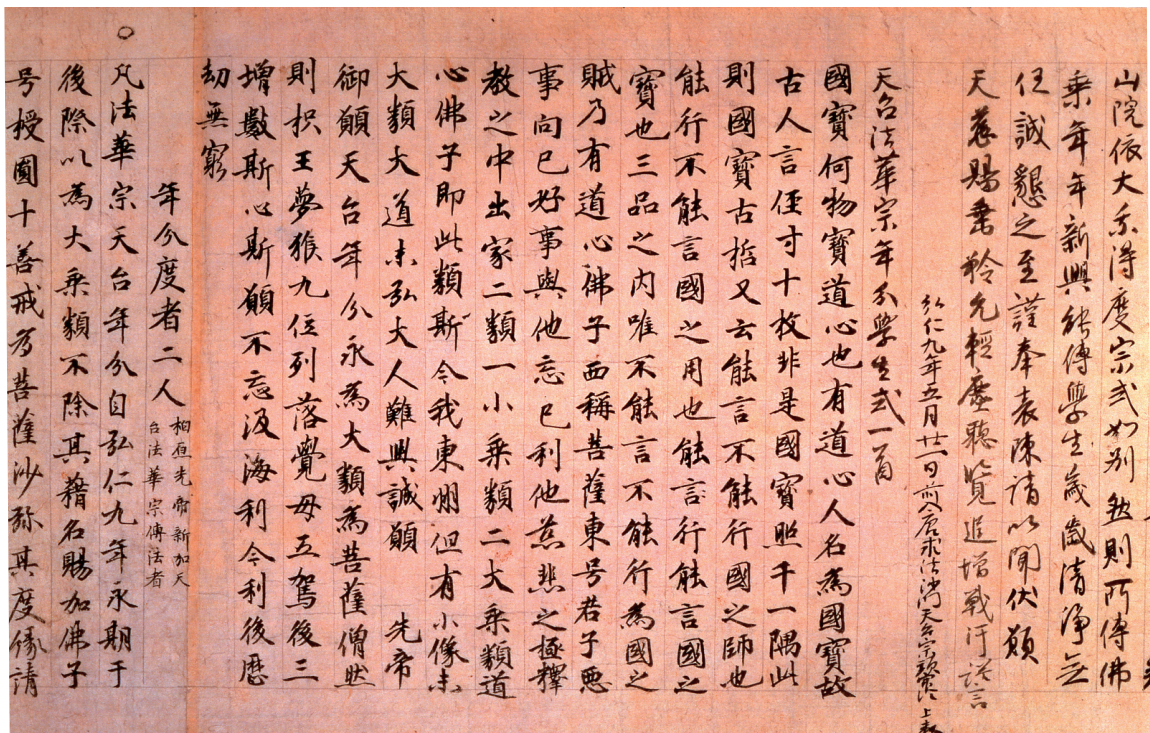 山院依大乘得度宗式如別然則所傳佛
乘年年新興能傳學生歲歲清淨無
任誠懇之至謹奉表陳請以聞伏願
天慈賜垂矜允輕塵聽覽追增戰汗謹言
弘仁九年五月廿一日前入唐求法沙門天台宗最澄上表
天台法華宗年分學生式一首
國寶何物寶道心也有道心人名為國寶故
古人言徑寸十枚非是國寶照千一隅此
則國寶古哲又云能言不能行國之師也
能行不能言國之用也能言行能言國之
寶也三品之内唯不能言不能行為國之
賊乃有道心佛子西稱菩薩東号君子惡
事向己好事與他忘己利他慈悲之極釋
教之中出家二類一小乘類二大乘類道
心佛子即此類斯今我東州但有小像未
大類大道未弘大人難興誠願 先帝
御願天台年分永為大類為菩薩僧然
則枳王夢猴九位列落覺母五駕後三
增數斯心斯願不忘汲海利今利後歷
劫無窮
年分度者二人
柏原先帝新加天
台法華宗傳法者
凡法華宗天台年分自弘仁九年永期于
後際以為大乘類不除其藉名賜加佛子
号授圓十善戒為菩薩沙弥其度緣請